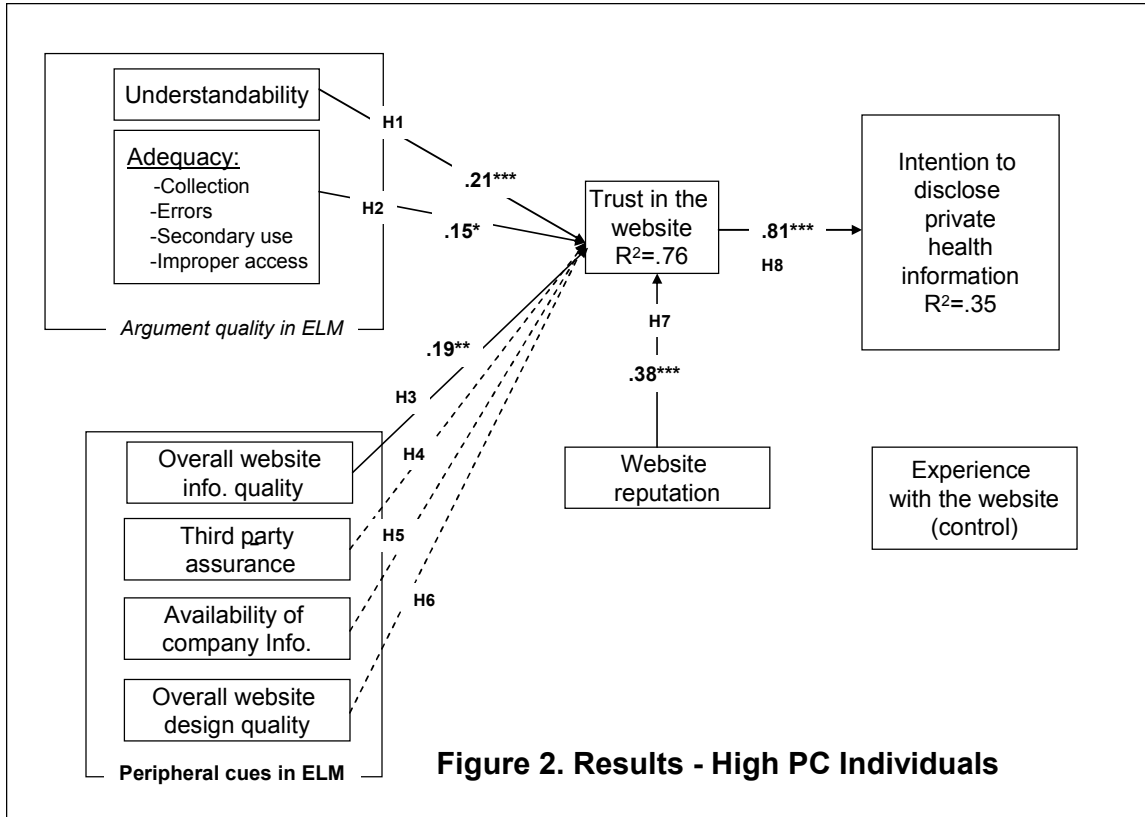 Understandability
Adequacy:
-Collection
-Errors
-Secondary use
-Improper access
Argument quality in ELM
H1
.21***
H2
.15*
.19**
H3
H4
H5
H6
Overall website
info. quality
Third party
assurance
Availability of
company Info.
Overall website
design quality
Peripheral cues in ELM
Trust in the
website
R²=.76
.81***
H8
H7
.38***
Website
reputation
Intention to
disclose
private
health
information
R²=.35
Experience
with the website
(control)
Figure 2. Results - High PC Individuals